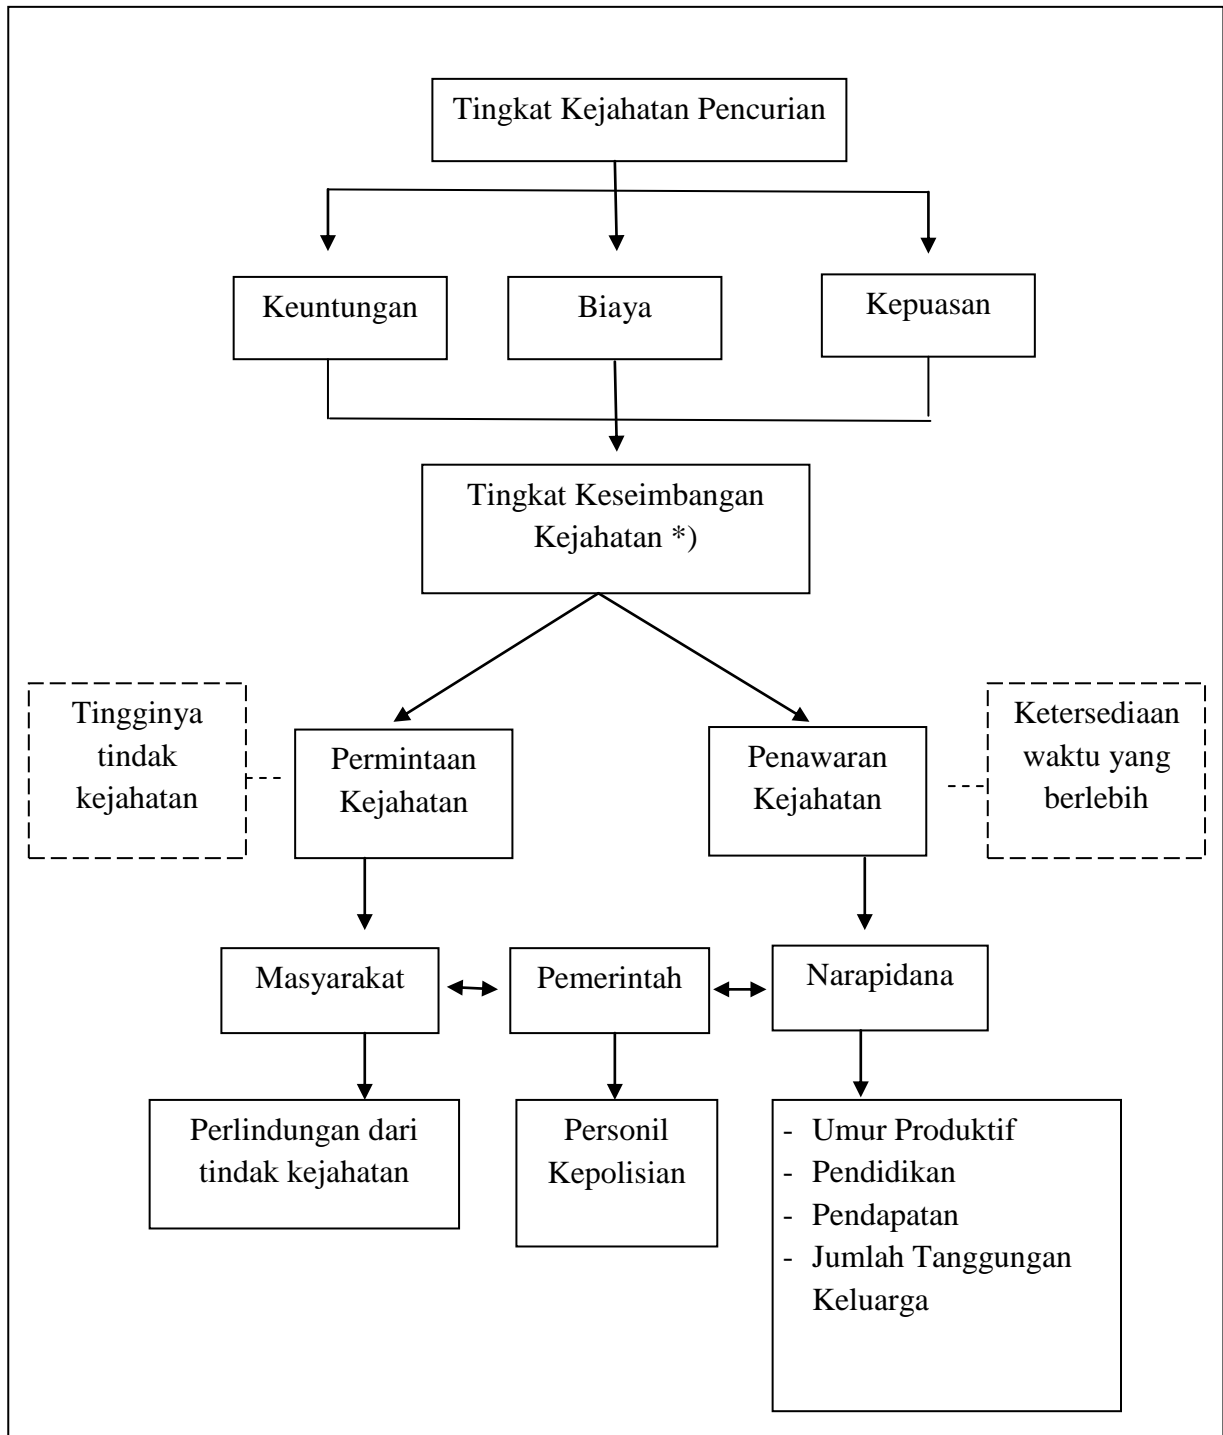 Tingkat Kejahatan Pencurian
Keuntungan
Biaya
Kepuasan
Tingkat Keseimbangan
Kejahatan *)
Tingginya
tindak
kejahatan
Permintaan
Kejahatan
Penawaran
Kejahatan
Ketersediaan
waktu yang
berlebih
Masyarakat
Pemerintah
Narapidana
Perlindungan dari
tindak kejahatan
Personil
Kepolisian
- Umur Produktif
- Pendidikan
- Pendapatan
- Jumlah Tanggungan
Keluarga